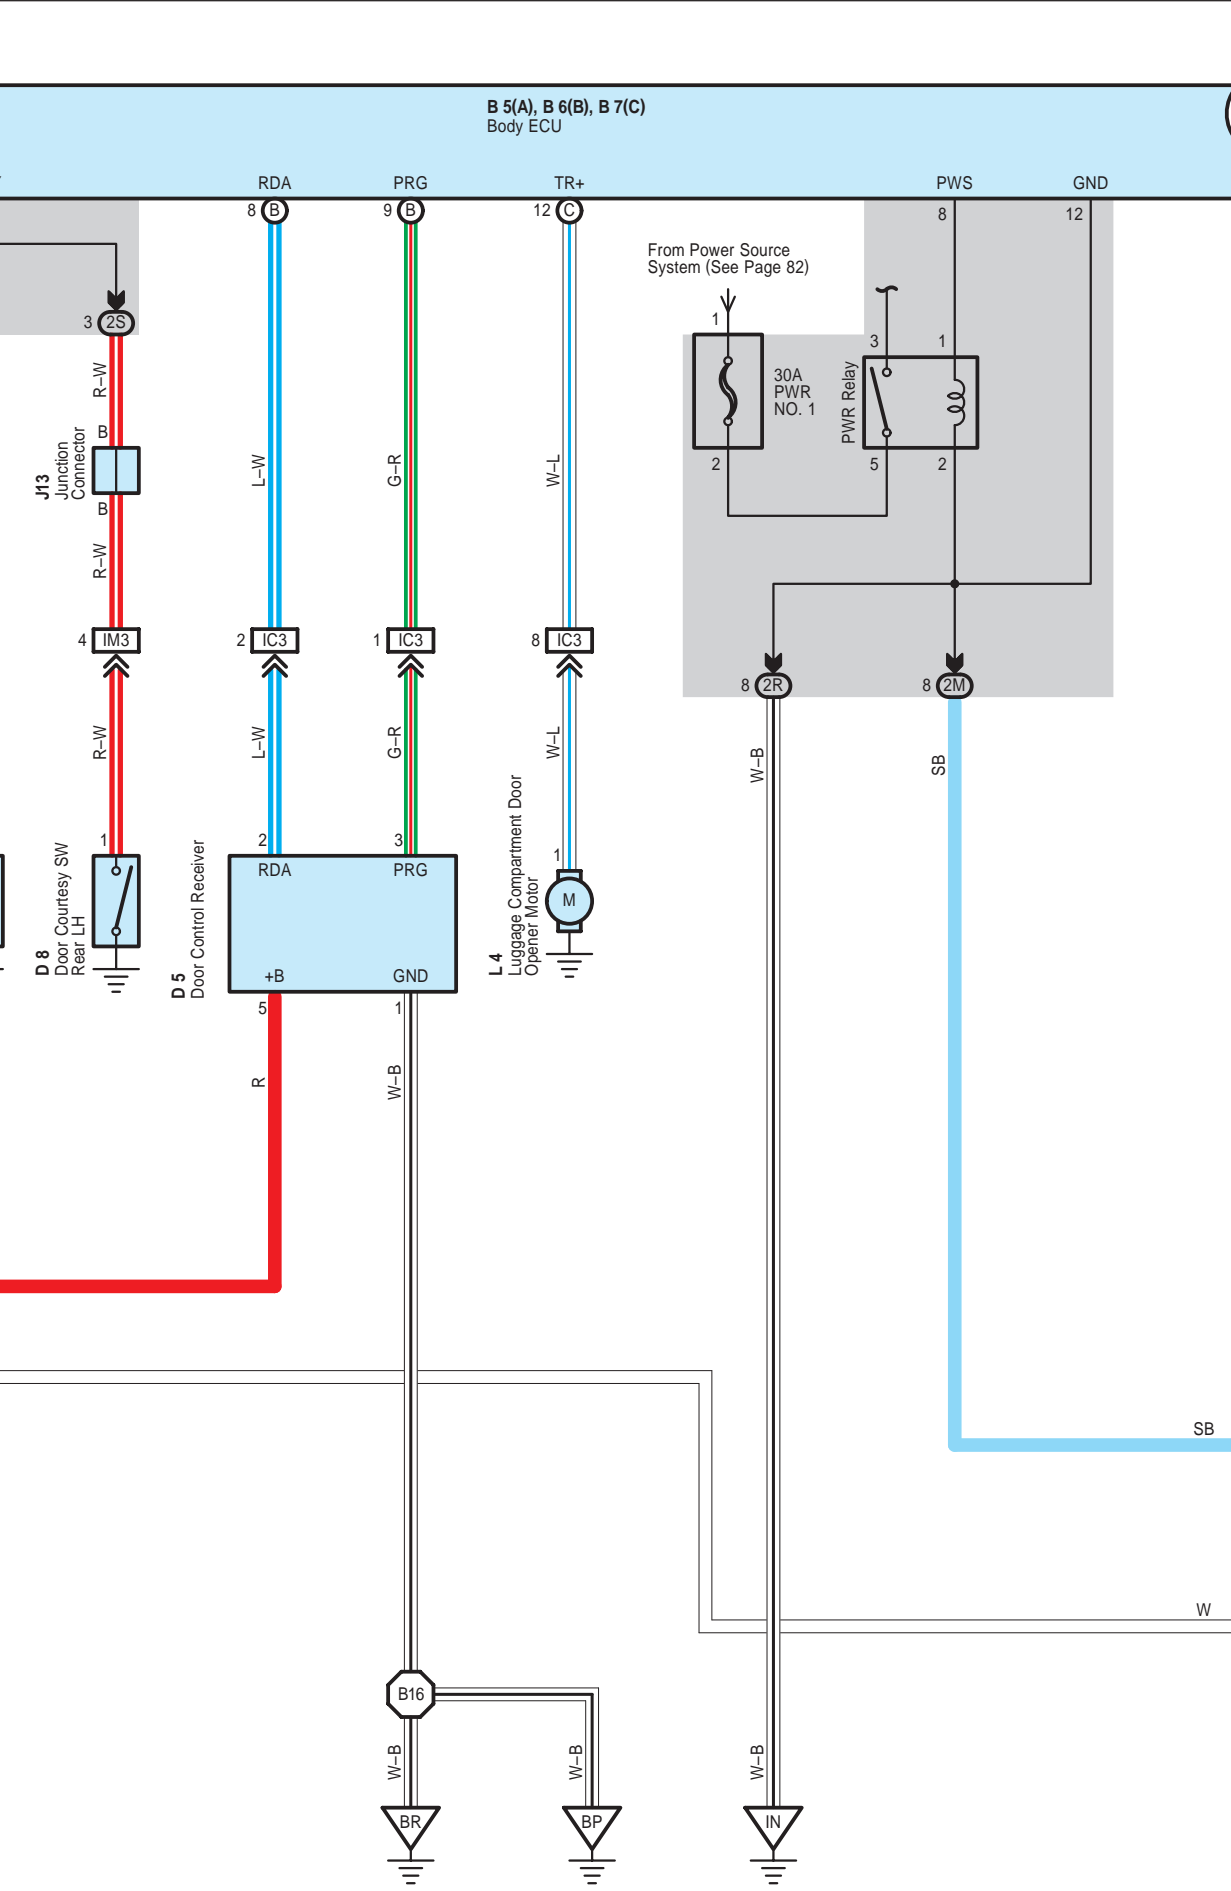 B 5(A), B 6(B), B 7(C)
Body ECU
RDA
PRG
TR+
PWS
GND
8 B
9 B
12 C
8
12
From Power Source
System (See Page 82)
3 2S
1
3
1
R–W
30A
PWR
NO. 1
PWR Relay
B
J13
Junction
Connector
L–W
G–R
W–L
2
5
2
B
R–W
4 IM3
2 IC3
1 IC3
8 IC3
8 2R
8 2M
R–W
L–W
G–R
W–L
W–B
SB
1
2
3
1
D 8
Door Courtesy SW
Rear LH
D 5
Door Control Receiver
RDA
PRG
L 4
Luggage Compartment Door
Opener Motor
M
+B
GND
5
1
R
W–B
SB
W
B16
W–B
W–B
W–B
BR
BP
IN